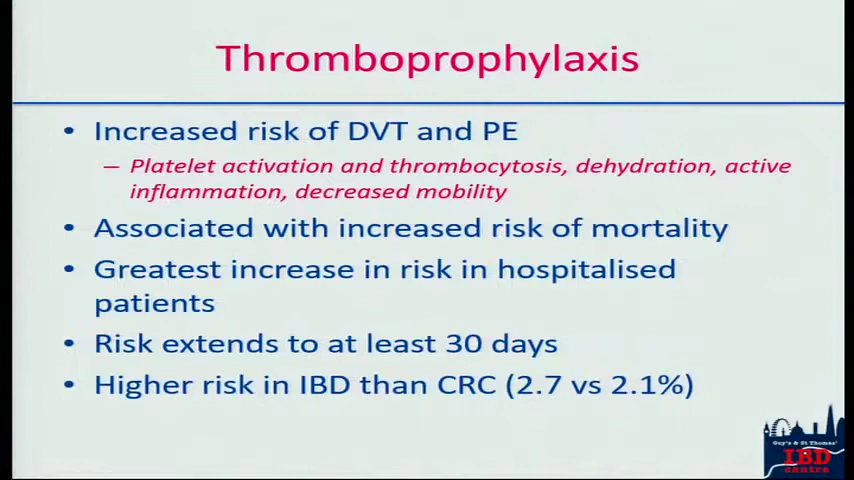 Thromboprophylaxis
• Increased risk of DVT and PE
– Platelet activation and thrombocytosis, dehydration, active
inflammation, decreased mobility
• Associated with increased risk of mortality
• Greatest increase in risk in hospitalised
patients
• Risk extends to at least 30 days
• Higher risk in IBD than CRC (2.7 vs 2.1%)
Guy's & St Thomas'
IBD
centre